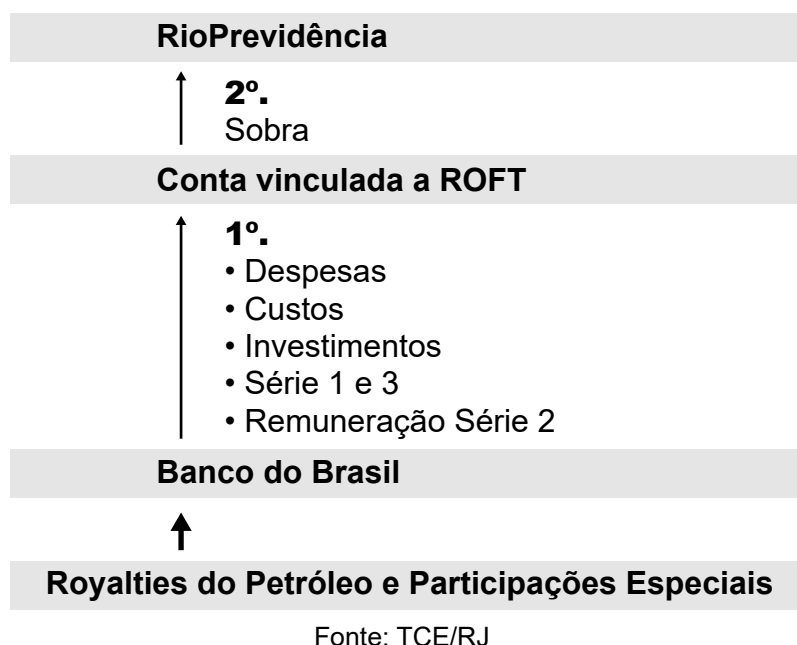 RioPrevidência
2º.
Sobra
Conta vinculada a ROFT
1º.
• Despesas
• Custos
• Investimentos
• Série 1 e 3
• Remuneração Série 2
Banco do Brasil
Royalties do Petróleo e Participações Especiais
Fonte: TCE/RJ